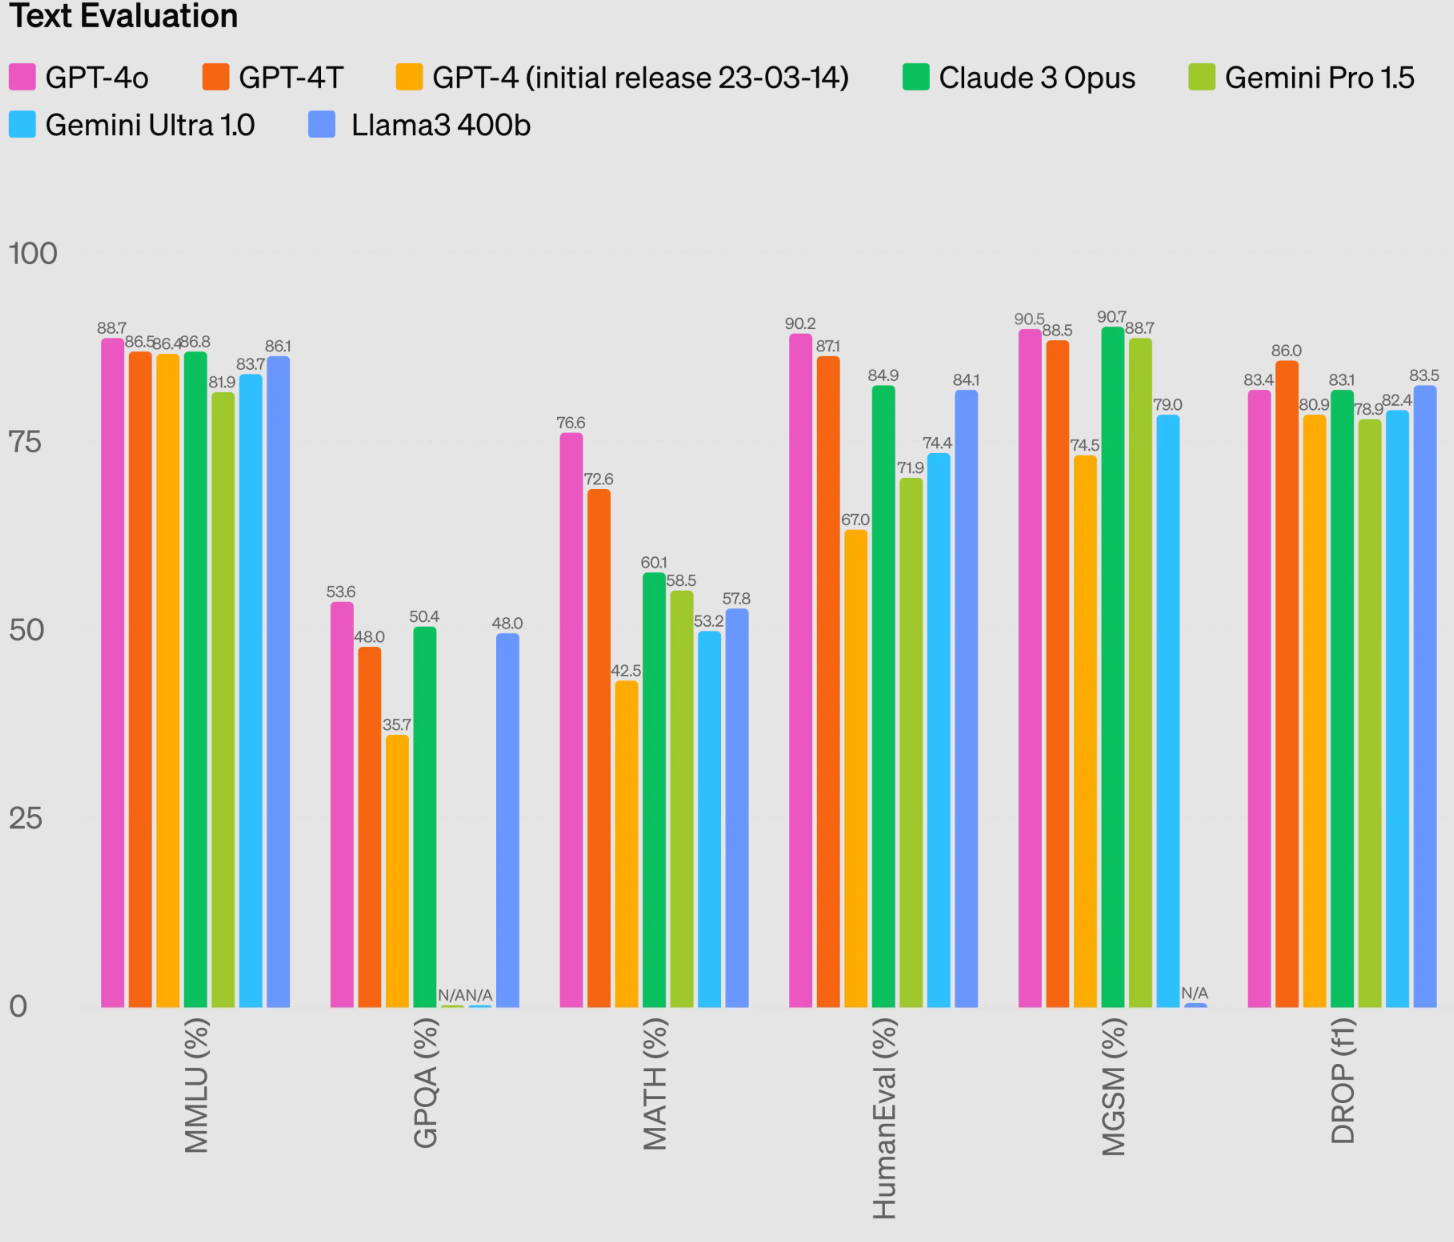 Text Evaluation
GPT-4o GPT-4T GPT-4 (initial release 23-03-14) Claude 3 Opus Gemini Pro 1.5
Gemini Ultra 1.0 Llama3 400b
100
75
50
25
0
88.7 86.5 86.4 86.8 81.9 83.7 86.1
53.6 48.0 35.7 50.4 N/A N/A 48.0
76.6 72.6 42.5 60.1 58.5 53.2 57.8
90.2 87.1 67.0 84.9 71.9 74.4 84.1
90.5 88.5 74.5 90.7 88.7 79.0 N/A
83.4 86.0 80.9 83.1 78.9 82.4 83.5
MMLU (%)
GPQA (%)
MATH (%)
HumanEval (%)
MGSM (%)
DROP (f1)